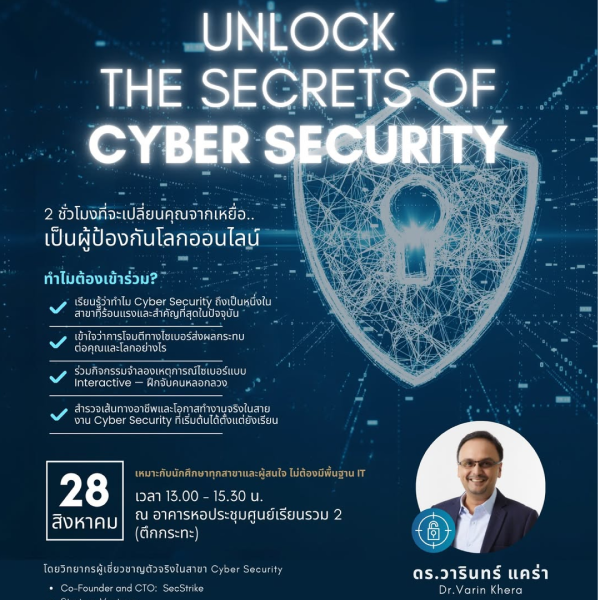 UNLOCK
THE SECRETS OF
CYBER SECURITY
2 ชั่วโมงที่จะเปลี่ยนคุณจากเหยื่อ..
เป็นผู้ป้องกันโลกออนไลน์
ทำไมต้องเข้าร่วม?
เรียนรู้ว่าทำไม Cyber Security ถึงเป็นหนึ่งใน
สาขาที่ร้อนแรงและสำคัญที่สุดในปัจจุบัน
เข้าใจว่าการโจมตีทางไซเบอร์ส่งผลกระทบ
ต่อคุณและโลกอย่างไร
ร่วมกิจกรรมจำลองเหตุการณ์ไซเบอร์แบบ
Interactive — ฝึกจับคนหลอกลวง
สำรวจเส้นทางอาชีพและโอกาสทำงานจริงในสาย
งาน Cyber Security ที่เริ่มต้นได้ตั้งแต่ยังเรียน
28
สิงหาคม
เหมาะกับนักศึกษาทุกสาขาและผู้สนใจ ไม่ต้องมีพื้นฐาน IT
เวลา 13.00 - 15.30 น.
ณ อาคารหอประชุมศูนย์เรียนรวม 2
(ตึกกระทะ)
โดยวิทยากรผู้เชี่ยวชาญตัวจริงในสาขา Cyber Security
• Co-Founder and CTO: SecStrike
ดร.วารินทร์ แคร่า
Dr.Varin Khera